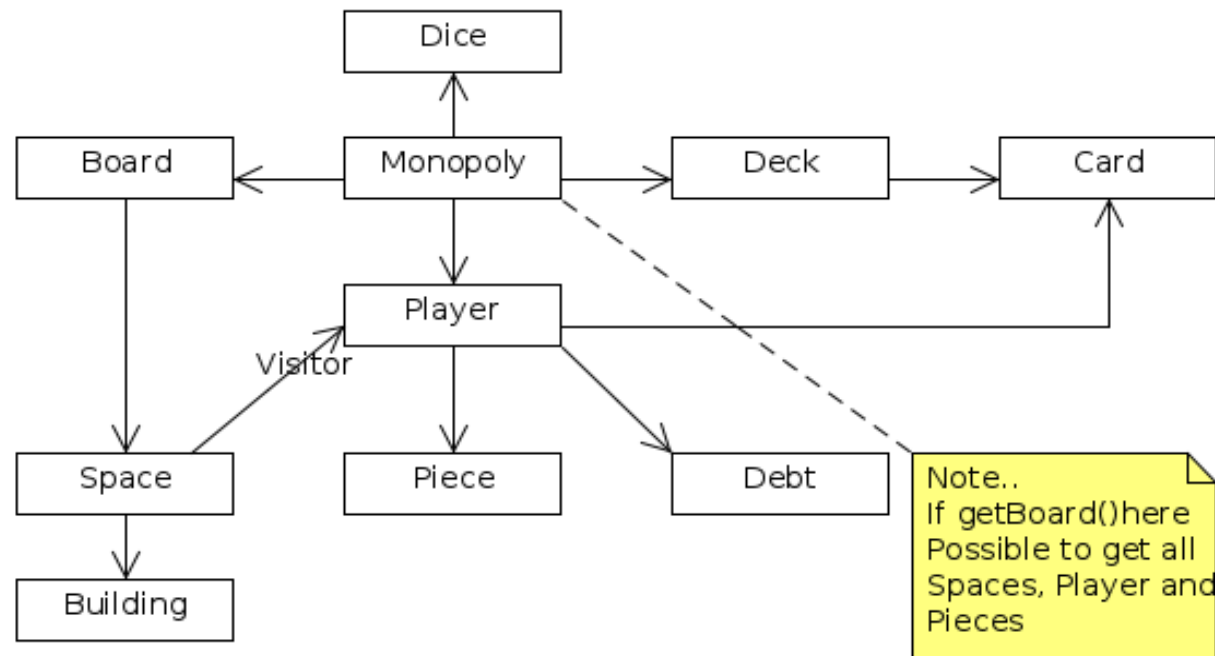 Dice
Board
Monopoly
Deck
Card
Player
Visitor
Space
Piece
Debt
Note..
If getBoard()here
Possible to get all
Spaces, Player and
Pieces
Building